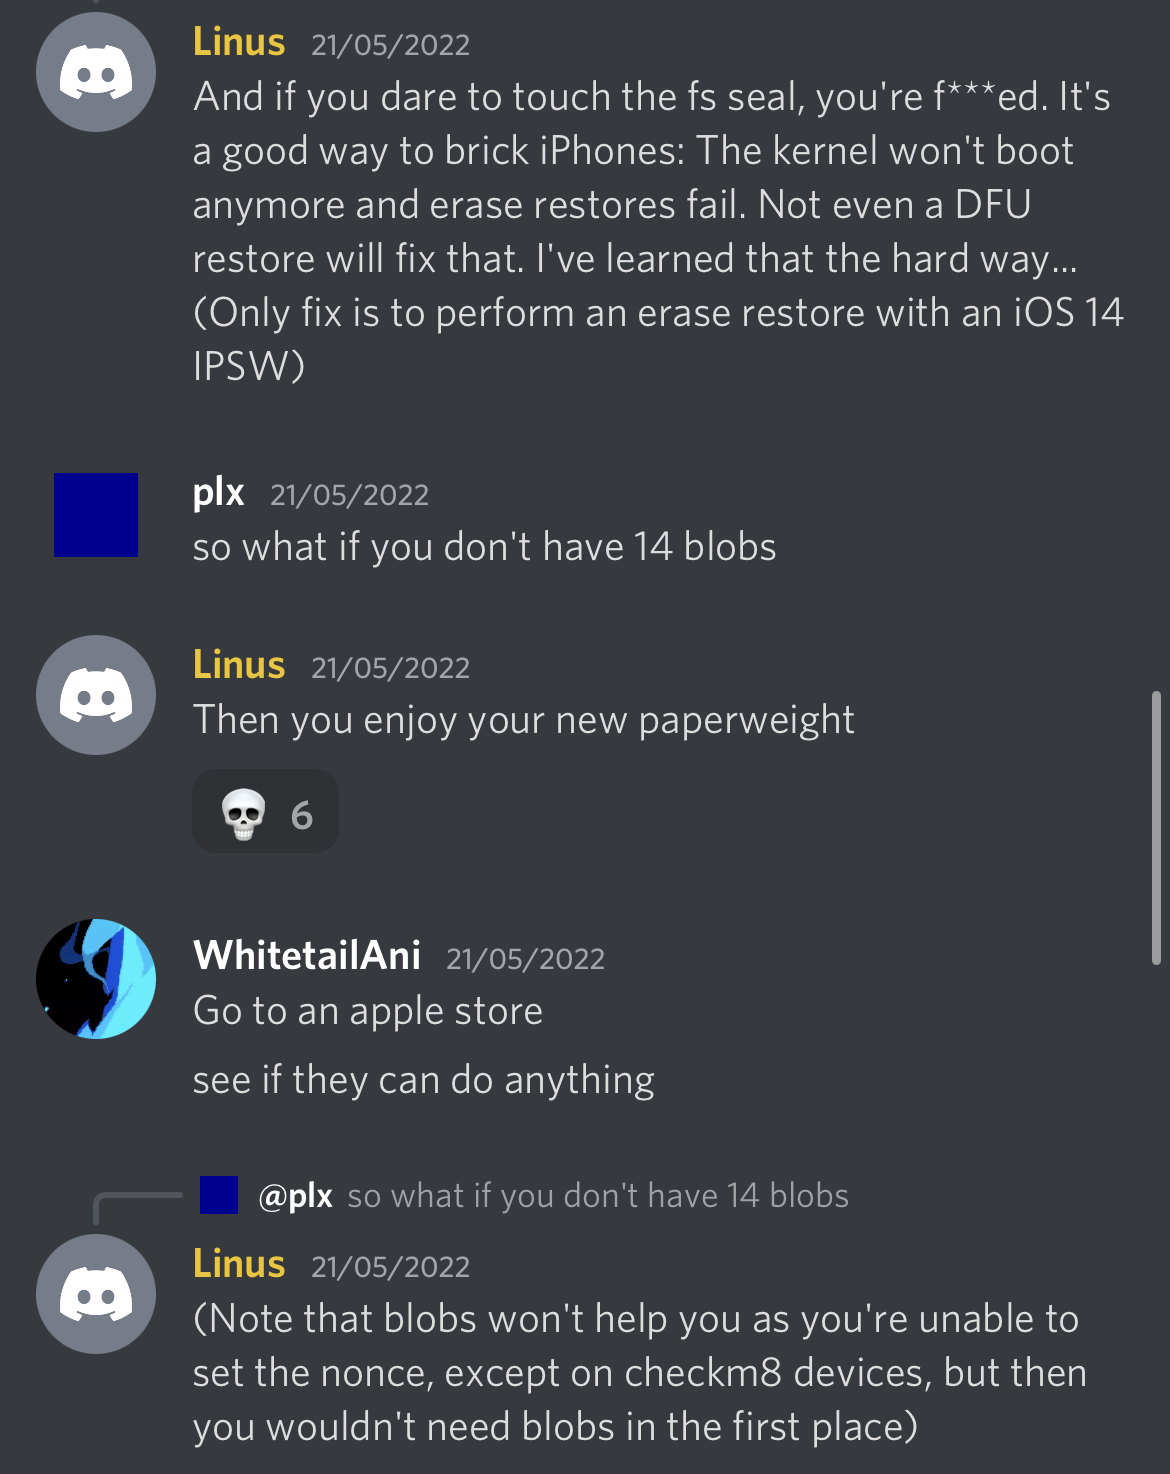 Linus 21/05/2022
And if you dare to touch the fs seal, you're f***ed. It's
a good way to brick iPhones: The kernel won't boot
anymore and erase restores fail. Not even a DFU
restore will fix that. I've learned that the hard way...
(Only fix is to perform an erase restore with an iOS 14
IPSW)
plx 21/05/2022
so what if you don't have 14 blobs
Linus 21/05/2022
Then you enjoy your new paperweight
💀 6
WhitetailAni 21/05/2022
Go to an apple store
see if they can do anything
@plx so what if you don't have 14 blobs
Linus 21/05/2022
(Note that blobs won't help you as you're unable to
set the nonce, except on checkm8 devices, but then
you wouldn't need blobs in the first place)